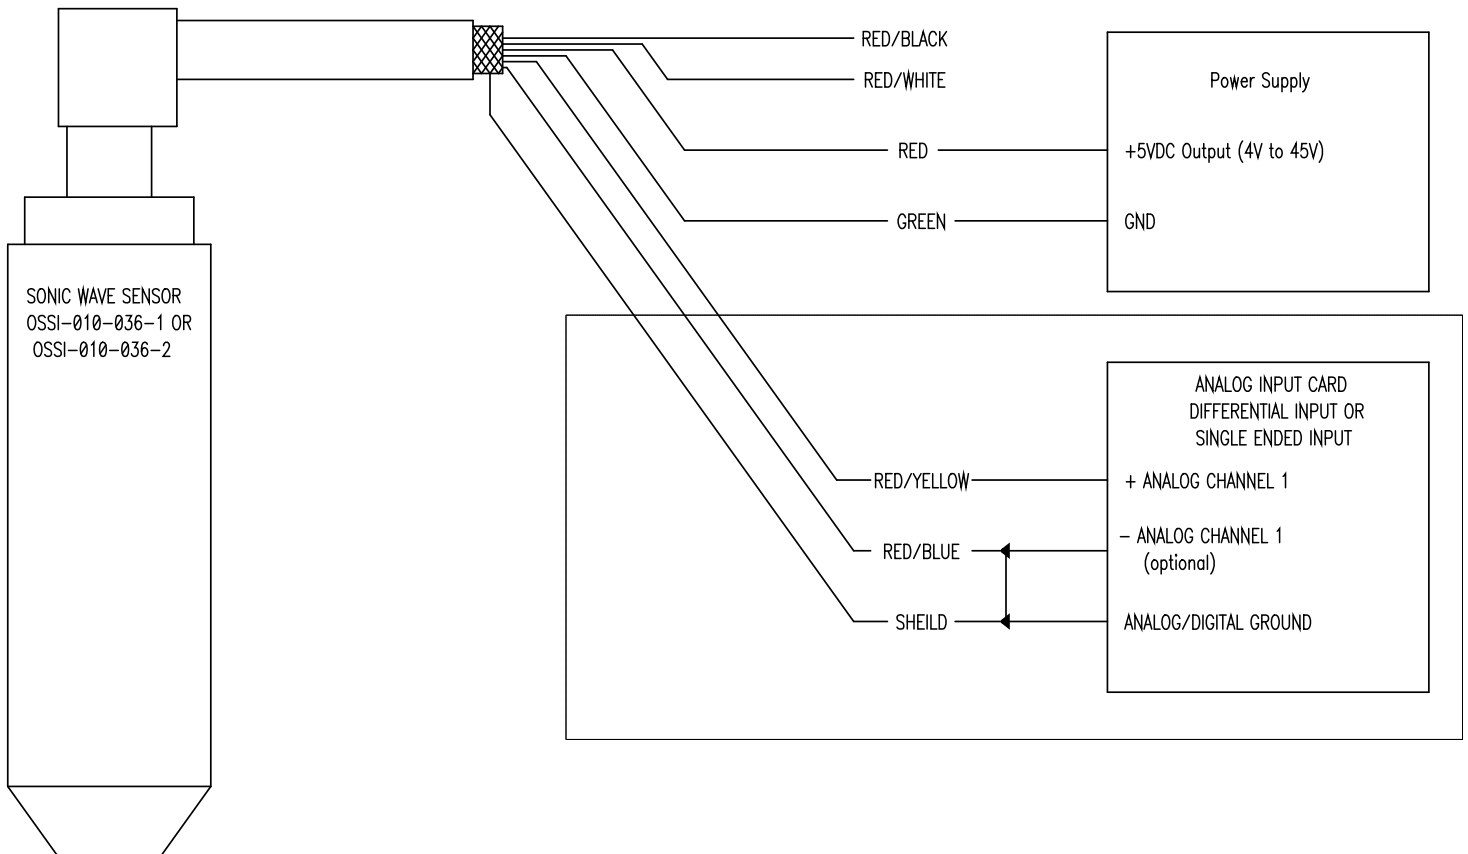 RED/BLACK
RED/WHITE
Power Supply
RED
+5VDC Output (4V to 45V)
GREEN
GND
SONIC WAVE SENSOR
OSSI-010-036-1 OR
OSSI-010-036-2
ANALOG INPUT CARD
DIFFERENTIAL INPUT OR
SINGLE ENDED INPUT
RED/YELLOW
+ ANALOG CHANNEL 1
RED/BLUE
- ANALOG CHANNEL 1
(optional)
SHEILD
ANALOG/DIGITAL GROUND